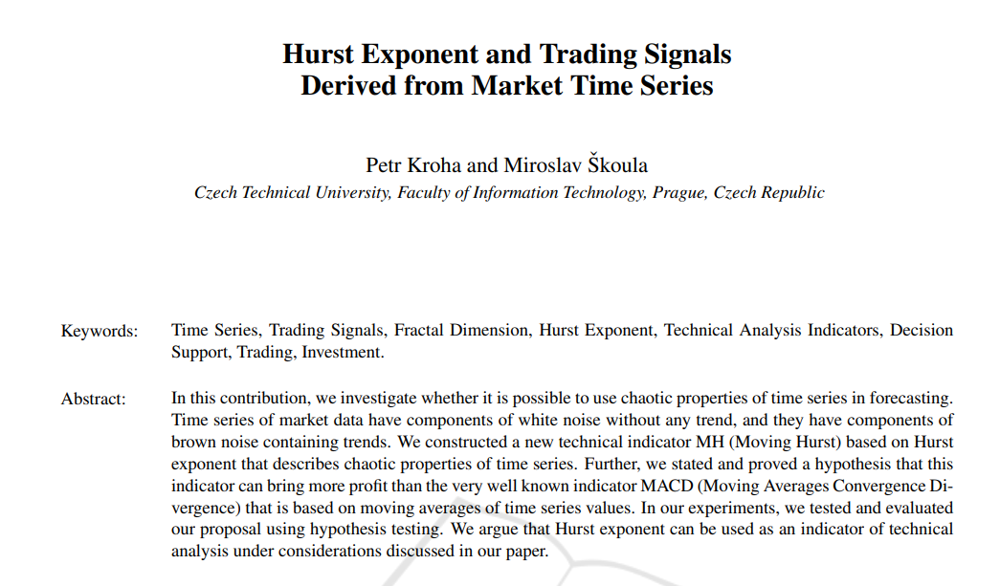 Hurst Exponent and Trading Signals
Derived from Market Time Series
Petr Kroha and Miroslav Škoula
Czech Technical University, Faculty of Information Technology, Prague, Czech Republic
Keywords: Time Series, Trading Signals, Fractal Dimension, Hurst Exponent, Technical Analysis Indicators, Decision
Support, Trading, Investment.
Abstract: In this contribution, we investigate whether it is possible to use chaotic properties of time series in forecasting.
Time series of market data have components of white noise without any trend, and they have components of
brown noise containing trends. We constructed a new technical indicator MH (Moving Hurst) based on Hurst
exponent that describes chaotic properties of time series. Further, we stated and proved a hypothesis that this
indicator can bring more profit than the very well known indicator MACD (Moving Averages Convergence Di-
vergence) that is based on moving averages of time series values. In our experiments, we tested and evaluated
our proposal using hypothesis testing. We argue that Hurst exponent can be used as an indicator of technical
analysis under considerations discussed in our paper.